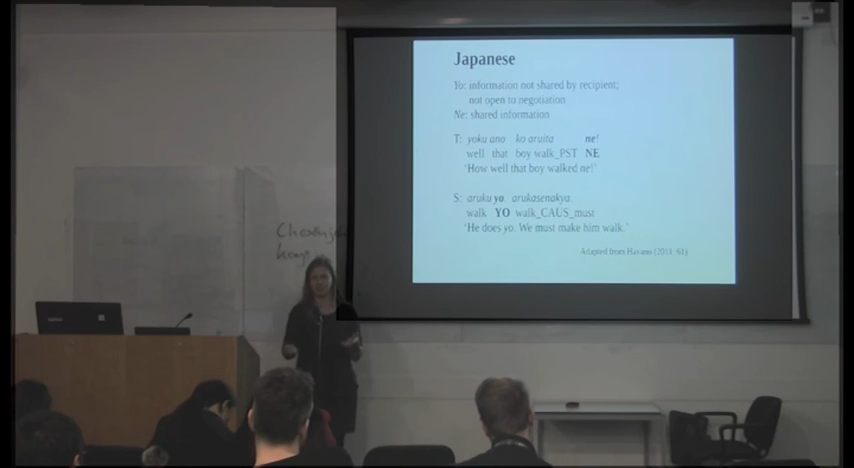 Japanese
Yo: information not shared by recipient;
not open to negotiation
Ne: shared information
T: yoku ano ko aruita ne!
well that boy walk_PST NE
‘How well that boy walked ne!’
S: aruku yo. arukasenakya.
walk YO walk_CAUS_must
‘He does yo. We must make him walk.’
Adapted from Hayano (2011: 61)